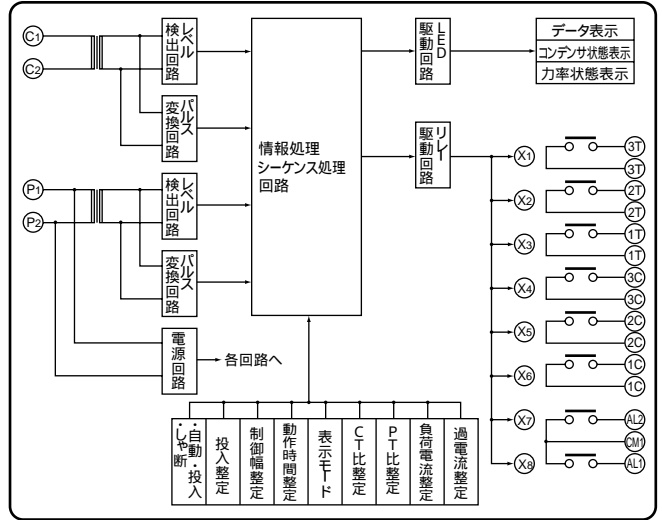 C1
C2
レベル
検出回路
パルス
変換回路
P1
P2
レベル
検出回路
パルス
変換回路
電源回路
各回路へ
情報処理
シーケンス処理
回路
LED
駆動回路
リレー
駆動回路
データ表示
コンデンサ状態表示
力率状態表示
X1
X2
X3
X4
X5
X6
X7
X8
3T
3T
2T
2T
1T
1T
3C
3C
2C
2C
1C
1C
AL2
CM1
AL1
・自動・投入
・しゃ断
投入整定
制御幅整定
動作時間整定
表示モード
CT比整定
PT比整定
負荷電流整定
過電流整定